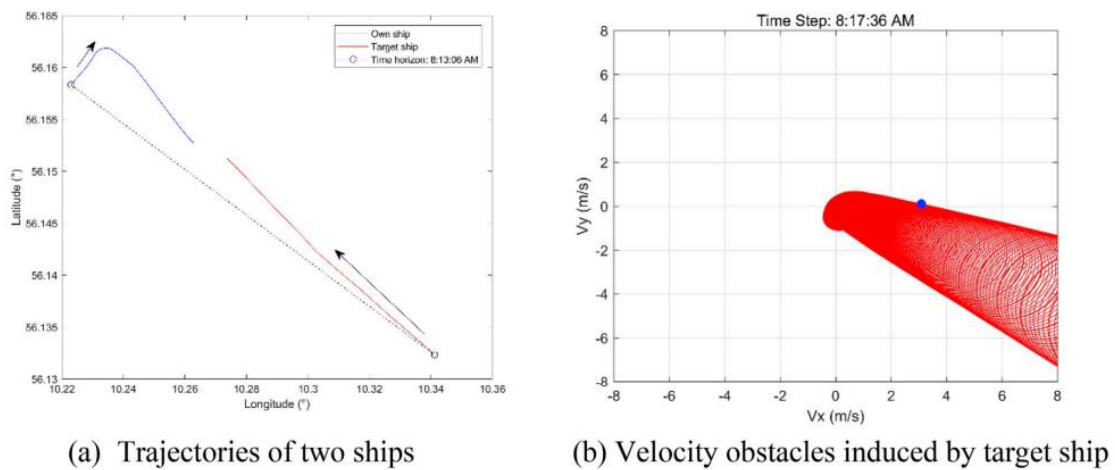 56.165
56.16
56.155
56.15
56.145
56.14
56.135
56.13
Latitude (°)
10.22 10.24 10.26 10.28 10.3 10.32 10.34 10.36
Longitude (°)
Own ship
Target ship
Time horizon: 8:13:06 AM
(a) Trajectories of two ships
Time Step: 8:17:36 AM
8
6
4
2
0
-2
-4
-6
-8
Vy (m/s)
-8 -6 -4 -2 0 2 4 6 8
Vx (m/s)
(b) Velocity obstacles induced by target ship